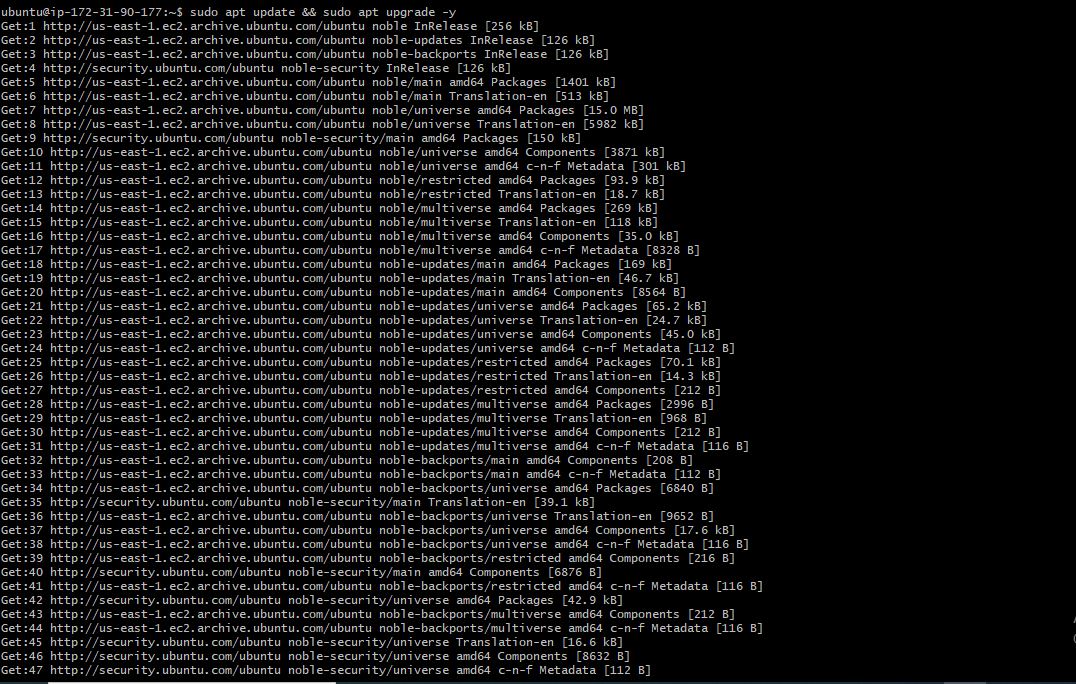 ubuntu@ip-172-31-90-177:~$ sudo apt update && sudo apt upgrade -y
Get:1 http://us-east-1.ec2.archive.ubuntu.com/ubuntu noble InRelease [256 kB]
Get:2 http://us-east-1.ec2.archive.ubuntu.com/ubuntu noble-updates InRelease [126 kB]
Get:3 http://us-east-1.ec2.archive.ubuntu.com/ubuntu noble-backports InRelease [126 kB]
Get:4 http://security.ubuntu.com/ubuntu noble-security InRelease [126 kB]
Get:5 http://us-east-1.ec2.archive.ubuntu.com/ubuntu noble/main amd64 Packages [1401 kB]
Get:6 http://us-east-1.ec2.archive.ubuntu.com/ubuntu noble/main Translation-en [513 kB]
Get:7 http://us-east-1.ec2.archive.ubuntu.com/ubuntu noble/universe amd64 Packages [15.0 MB]
Get:8 http://us-east-1.ec2.archive.ubuntu.com/ubuntu noble/universe Translation-en [5982 kB]
Get:9 http://security.ubuntu.com/ubuntu noble-security/main amd64 Packages [150 kB]
Get:10 http://us-east-1.ec2.archive.ubuntu.com/ubuntu noble/universe amd64 Components [3871 kB]
Get:11 http://us-east-1.ec2.archive.ubuntu.com/ubuntu noble/universe amd64 c-n-f Metadata [301 kB]
Get:12 http://us-east-1.ec2.archive.ubuntu.com/ubuntu noble/restricted amd64 Packages [93.9 kB]
Get:13 http://us-east-1.ec2.archive.ubuntu.com/ubuntu noble/restricted Translation-en [18.7 kB]
Get:14 http://us-east-1.ec2.archive.ubuntu.com/ubuntu noble/multiverse amd64 Packages [269 kB]
Get:15 http://us-east-1.ec2.archive.ubuntu.com/ubuntu noble/multiverse Translation-en [118 kB]
Get:16 http://us-east-1.ec2.archive.ubuntu.com/ubuntu noble/multiverse amd64 Components [35.0 kB]
Get:17 http://us-east-1.ec2.archive.ubuntu.com/ubuntu noble/multiverse amd64 c-n-f Metadata [8328 B]
Get:18 http://us-east-1.ec2.archive.ubuntu.com/ubuntu noble-updates/main amd64 Packages [169 kB]
Get:19 http://us-east-1.ec2.archive.ubuntu.com/ubuntu noble-updates/main Translation-en [46.7 kB]
Get:20 http://us-east-1.ec2.archive.ubuntu.com/ubuntu noble-updates/main amd64 Components [8564 B]
Get:21 http://us-east-1.ec2.archive.ubuntu.com/ubuntu noble-updates/universe amd64 Packages [65.2 kB]
Get:22 http://us-east-1.ec2.archive.ubuntu.com/ubuntu noble-updates/universe Translation-en [24.7 kB]
Get:23 http://us-east-1.ec2.archive.ubuntu.com/ubuntu noble-updates/universe amd64 Components [45.0 kB]
Get:24 http://us-east-1.ec2.archive.ubuntu.com/ubuntu noble-updates/universe amd64 c-n-f Metadata [112 B]
Get:25 http://us-east-1.ec2.archive.ubuntu.com/ubuntu noble-updates/restricted amd64 Packages [70.1 kB]
Get:26 http://us-east-1.ec2.archive.ubuntu.com/ubuntu noble-updates/restricted Translation-en [14.3 kB]
Get:27 http://us-east-1.ec2.archive.ubuntu.com/ubuntu noble-updates/restricted amd64 Components [212 B]
Get:28 http://us-east-1.ec2.archive.ubuntu.com/ubuntu noble-updates/multiverse amd64 Packages [2996 B]
Get:29 http://us-east-1.ec2.archive.ubuntu.com/ubuntu noble-updates/multiverse Translation-en [968 B]
Get:30 http://us-east-1.ec2.archive.ubuntu.com/ubuntu noble-updates/multiverse amd64 Components [212 B]
Get:31 http://us-east-1.ec2.archive.ubuntu.com/ubuntu noble-updates/multiverse amd64 c-n-f Metadata [116 B]
Get:32 http://us-east-1.ec2.archive.ubuntu.com/ubuntu noble-backports/main amd64 Components [208 B]
Get:33 http://us-east-1.ec2.archive.ubuntu.com/ubuntu noble-backports/main amd64 c-n-f Metadata [112 B]
Get:34 http://us-east-1.ec2.archive.ubuntu.com/ubuntu noble-backports/universe amd64 Packages [6840 B]
Get:35 http://security.ubuntu.com/ubuntu noble-security/main Translation-en [39.1 kB]
Get:36 http://us-east-1.ec2.archive.ubuntu.com/ubuntu noble-backports/universe Translation-en [9652 B]
Get:37 http://us-east-1.ec2.archive.ubuntu.com/ubuntu noble-backports/universe amd64 Components [17.6 kB]
Get:38 http://us-east-1.ec2.archive.ubuntu.com/ubuntu noble-backports/universe amd64 c-n-f Metadata [116 B]
Get:39 http://us-east-1.ec2.archive.ubuntu.com/ubuntu noble-backports/restricted amd64 Components [216 B]
Get:40 http://security.ubuntu.com/ubuntu noble-security/main amd64 Components [6876 B]
Get:41 http://us-east-1.ec2.archive.ubuntu.com/ubuntu noble-backports/restricted amd64 c-n-f Metadata [116 B]
Get:42 http://security.ubuntu.com/ubuntu noble-security/universe amd64 Packages [42.9 kB]
Get:43 http://us-east-1.ec2.archive.ubuntu.com/ubuntu noble-backports/multiverse amd64 Components [212 B]
Get:44 http://us-east-1.ec2.archive.ubuntu.com/ubuntu noble-backports/multiverse amd64 c-n-f Metadata [116 B]
Get:45 http://security.ubuntu.com/ubuntu noble-security/universe Translation-en [16.6 kB]
Get:46 http://security.ubuntu.com/ubuntu noble-security/universe amd64 Components [8632 B]
Get:47 http://security.ubuntu.com/ubuntu noble-security/universe amd64 c-n-f Metadata [112 B]